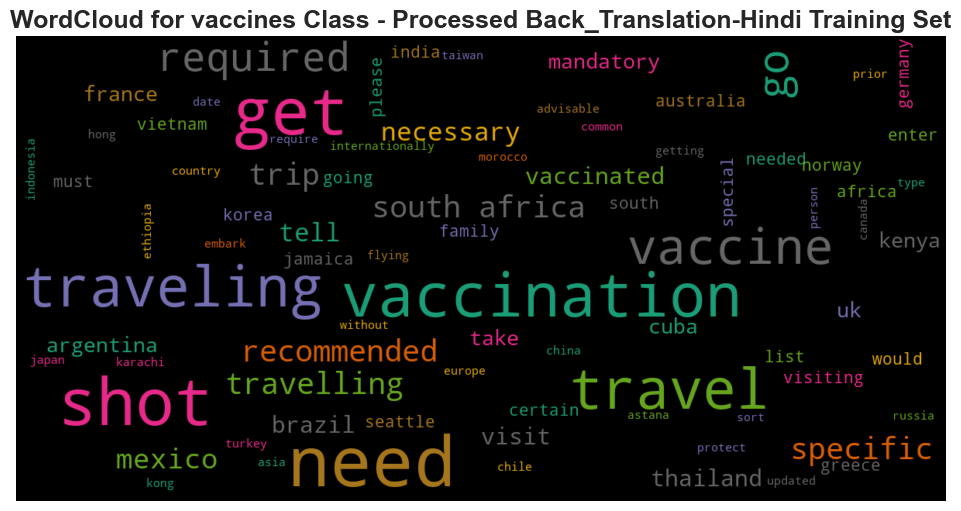 WordCloud for vaccines Class - Processed Back_Translation-Hindi Training Set
required
india
taiwan
mandatory
go
germany
prior
france
date
get
please
advisable
australia
vietnam
hong
require
necessary
common
enter
internationally
morocco
getting
needed
norway
indonesia
must
country
trip
going
vaccinated
special
africa
type
person
canada
korea
south africa
south
ethiopia
embark
tell
family
kenya
jamaica
flying
vaccine
traveling
vaccination
uk
without
cuba
argentina
recommended
take
china
list
would
japan
karachi
europe
visiting
shot
travelling
travel
certain
astana
sort
russia
brazil
seattle
visit
turkey
protect
specific
mexico
asia
need
chile
greece
kong
thailand
updated